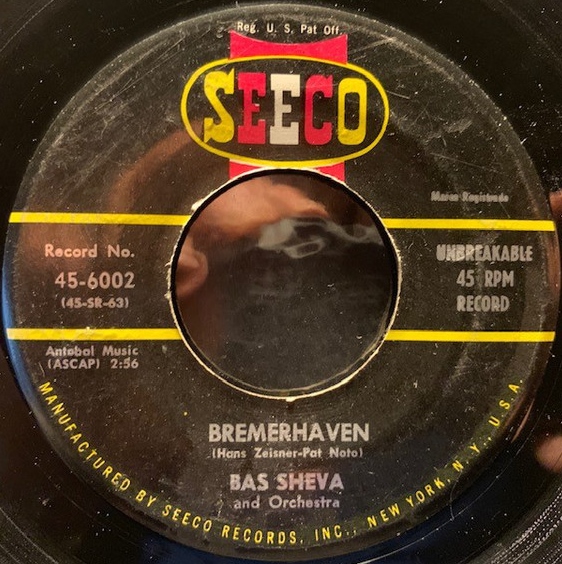 Reg. U. S. Pat Off.
SEECO
Marca Registrada
Record No.
45-6002
(45-SR-63)
UNBREAKABLE
45 RPM
RECORD
Antobal Music
(ASCAP) 2:56
BREMERHAVEN
(Hans Zeisner-Pat Noto)
BAS SHEVA
and Orchestra
MANUFACTURED BY SEECO RECORDS, INC., NEW YORK, N. Y., U. S. A.